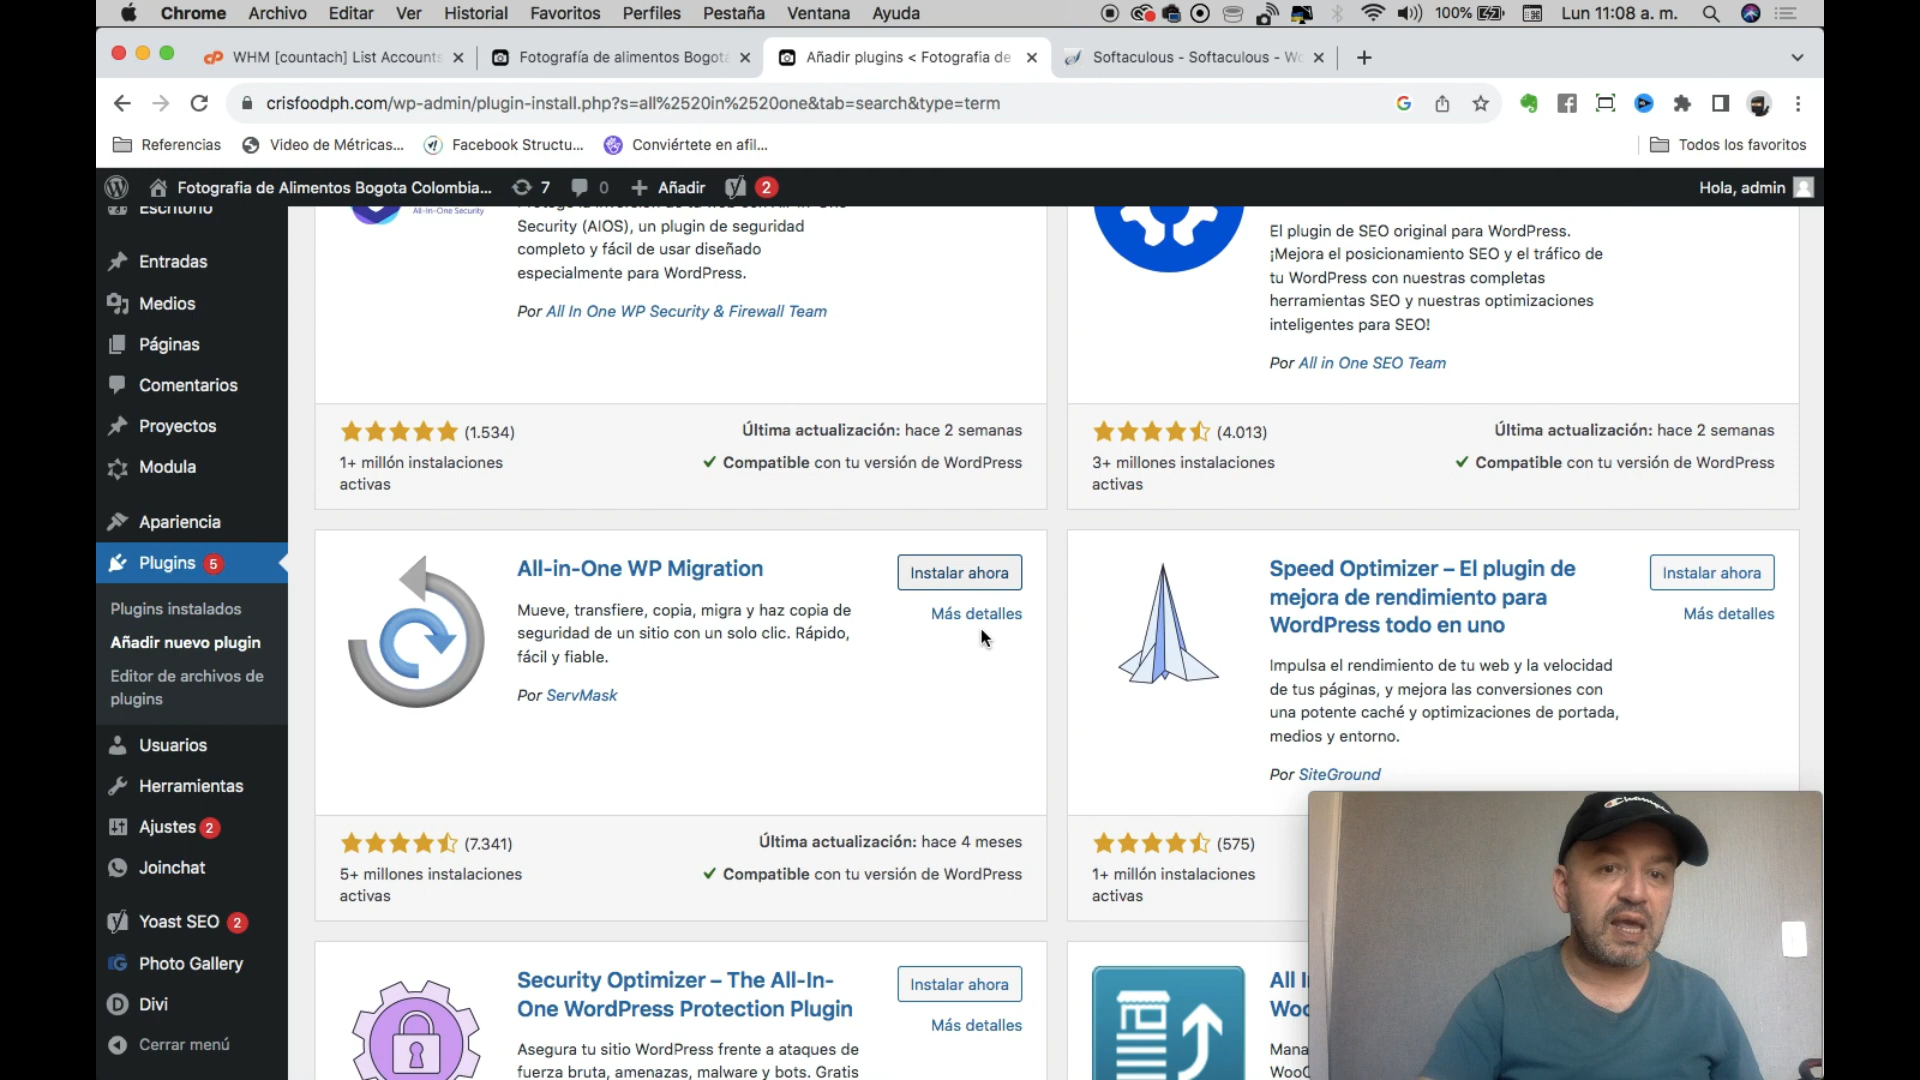 Chrome Archivo Editar Ver Historial Favoritos Perfiles Pestaña Ventana Ayuda 100% Lun 11:08 a. m.
WHM [countach] List Accounts Fotografía de alimentos Bogotá Añadir plugins < Fotografia de Softaculous - Softaculous - Wo
crisfoodph.com/wp-admin/plugin-install.php?s=all%2520in%2520one&tab=search&type=term
Referencias Video de Métricas... Facebook Structu... Conviértete en afil... Todos los favoritos
Fotografia de Alimentos Bogota Colombia... 7 0 Añadir 2 Hola, admin
Escritorio
Entradas
Medios
Páginas
Comentarios
Proyectos
Modula
Apariencia
Plugins 5
Plugins instalados
Añadir nuevo plugin
Editor de archivos de
plugins
Usuarios
Herramientas
Ajustes 2
Joinchat
Yoast SEO 2
Photo Gallery
Divi
Cerrar menú
All-In-One Security
Security (AIOS), un plugin de seguridad
completo y fácil de usar diseñado
especialmente para WordPress.
Por All In One WP Security & Firewall Team
(1.534)
1+ millón instalaciones
activas
Última actualización: hace 2 semanas
Compatible con tu versión de WordPress
El plugin de SEO original para WordPress.
¡Mejora el posicionamiento SEO y el tráfico de
tu WordPress con nuestras completas
herramientas SEO y nuestras optimizaciones
inteligentes para SEO!
Por All in One SEO Team
(4.013)
3+ millones instalaciones
activas
Última actualización: hace 2 semanas
Compatible con tu versión de WordPress
All-in-One WP Migration
Instalar ahora
Más detalles
Mueve, transfiere, copia, migra y haz copia de
seguridad de un sitio con un solo clic. Rápido,
fácil y fiable.
Por ServMask
(7.341)
5+ millones instalaciones
activas
Última actualización: hace 4 meses
Compatible con tu versión de WordPress
Speed Optimizer – El plugin de
mejora de rendimiento para
WordPress todo en uno
Instalar ahora
Más detalles
Impulsa el rendimiento de tu web y la velocidad
de tus páginas, y mejora las conversiones con
una potente caché y optimizaciones de portada,
medios y entorno.
Por SiteGround
(575)
1+ millón instalaciones
activas
Security Optimizer – The All-In-
One WordPress Protection Plugin
Instalar ahora
Más detalles
Asegura tu sitio WordPress frente a ataques de
fuerza bruta, amenazas, malware y bots. Gratis
All I
Woo
Mana
WooC
Champion